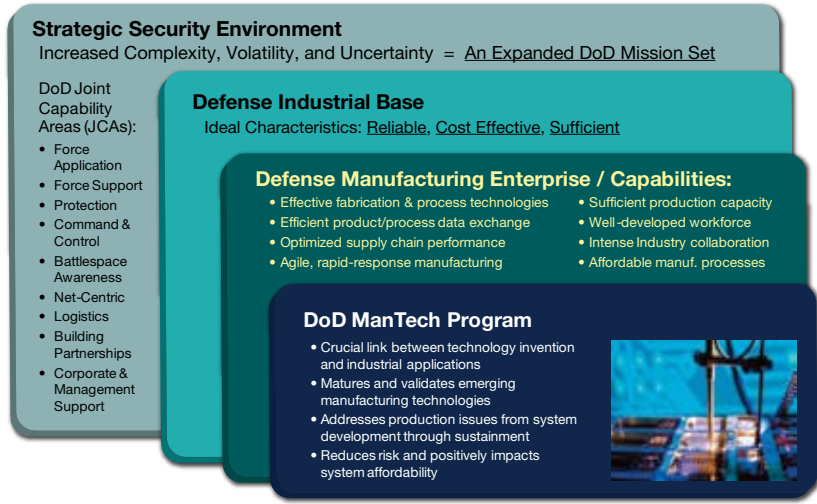 Strategic Security Environment
Increased Complexity, Volatility, and Uncertainty = An Expanded DoD Mission Set
DoD Joint
Capability
Areas (JCAs):
• Force
Application
• Force Support
• Protection
• Command &
Control
• Battlespace
Awareness
• Net-Centric
• Logistics
• Building
Partnerships
• Corporate &
Management
Support
Defense Industrial Base
Ideal Characteristics: Reliable, Cost Effective, Sufficient
Defense Manufacturing Enterprise / Capabilities:
• Effective fabrication & process technologies
• Efficient product/process data exchange
• Optimized supply chain performance
• Agile, rapid-response manufacturing
• Sufficient production capacity
• Well-developed workforce
• Intense Industry collaboration
• Affordable manuf. processes
DoD ManTech Program
• Crucial link between technology invention
and industrial applications
• Matures and validates emerging
manufacturing technologies
• Addresses production issues from system
development through sustainment
• Reduces risk and positively impacts
system affordability